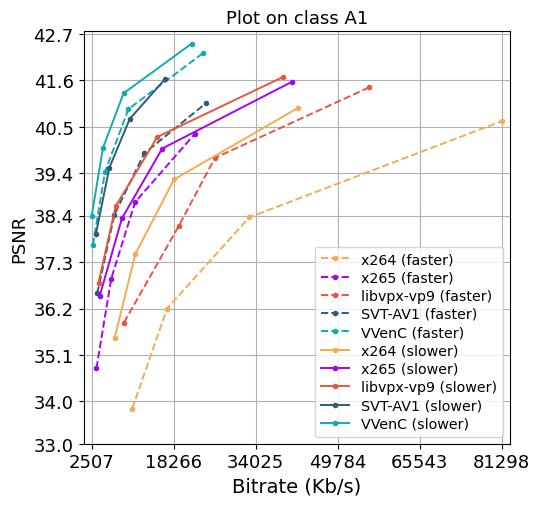 Plot on class A1
PSNR
42.7
41.6
40.5
39.4
38.4
37.3
36.2
35.1
34.0
33.0
x264 (faster)
x265 (faster)
libvpx-vp9 (faster)
SVT-AV1 (faster)
VVenC (faster)
x264 (slower)
x265 (slower)
libvpx-vp9 (slower)
SVT-AV1 (slower)
VVenC (slower)
2507 18266 34025 49784 65543 81298
Bitrate (Kb/s)